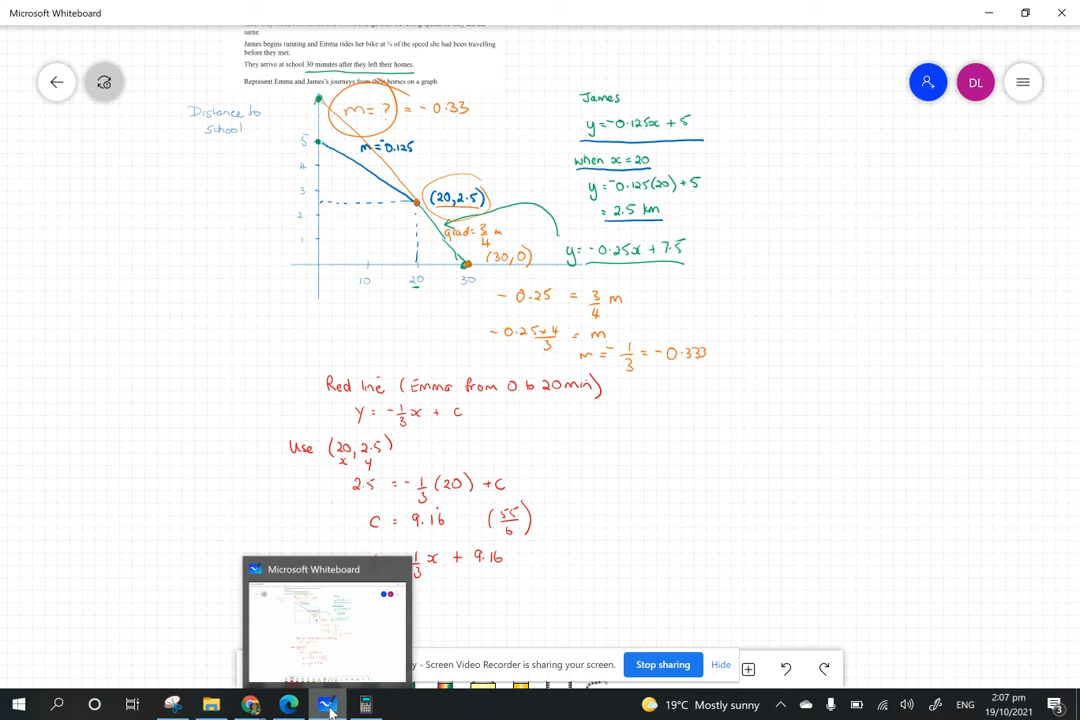 Microsoft Whiteboard
same.
James begins running and Emma rides her bike at ¾ of the speed she had been travelling
before they met.
They arrive at school 30 minutes after they left their homes.
Represent Emma and James's journeys from their homes on a graph.
DL
Distance to
school
m = ? = - 0.33
m=-0.125
5
4
3
2
1
10
20
30
(20, 2.5)
grad = 3/4 m
(30, 0)
James
y = -0.125x + 5
when x = 20
y = -0.125(20) + 5
= 2.5 km
y = -0.25x + 7.5
- 0.25 = 3/4 m
- 0.25 x 4/3 = m
m = - 1/3 = - 0.333
Red line (Emma from 0 to 20 min)
y = - 1/3 x + c
Use (20, 2.5)
x y
2.5 = - 1/3 (20) + c
c = 9.16̇ (55/6)
1/3 x + 9.16
Microsoft Whiteboard
y - Screen Video Recorder is sharing your screen.
Stop sharing
Hide
19°C Mostly sunny
ENG
2:07 pm
19/10/2021
3